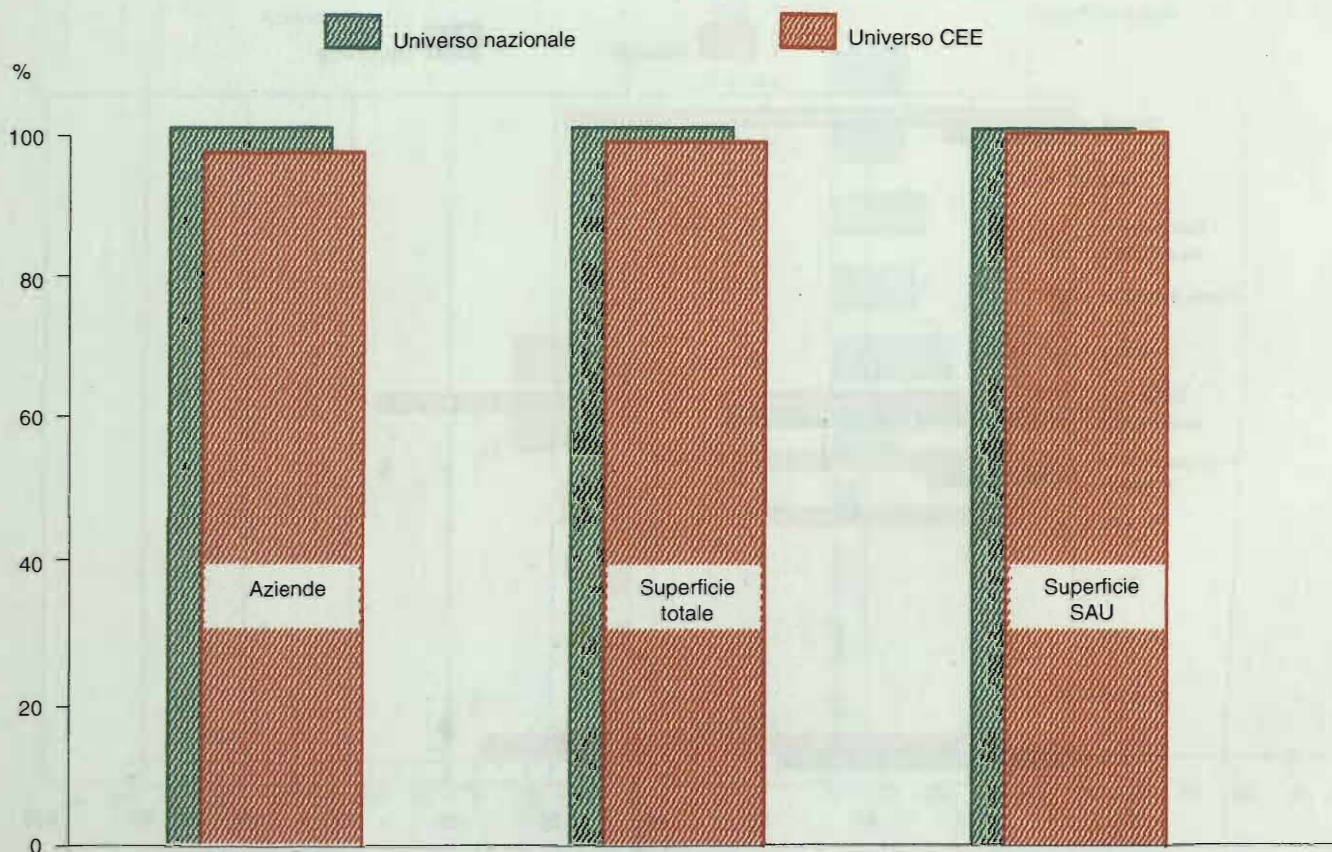 Universo nazionale
Universo CEE
%
100
80
60
40
20
0
Aziende
Superficie
totale
Superficie
SAU